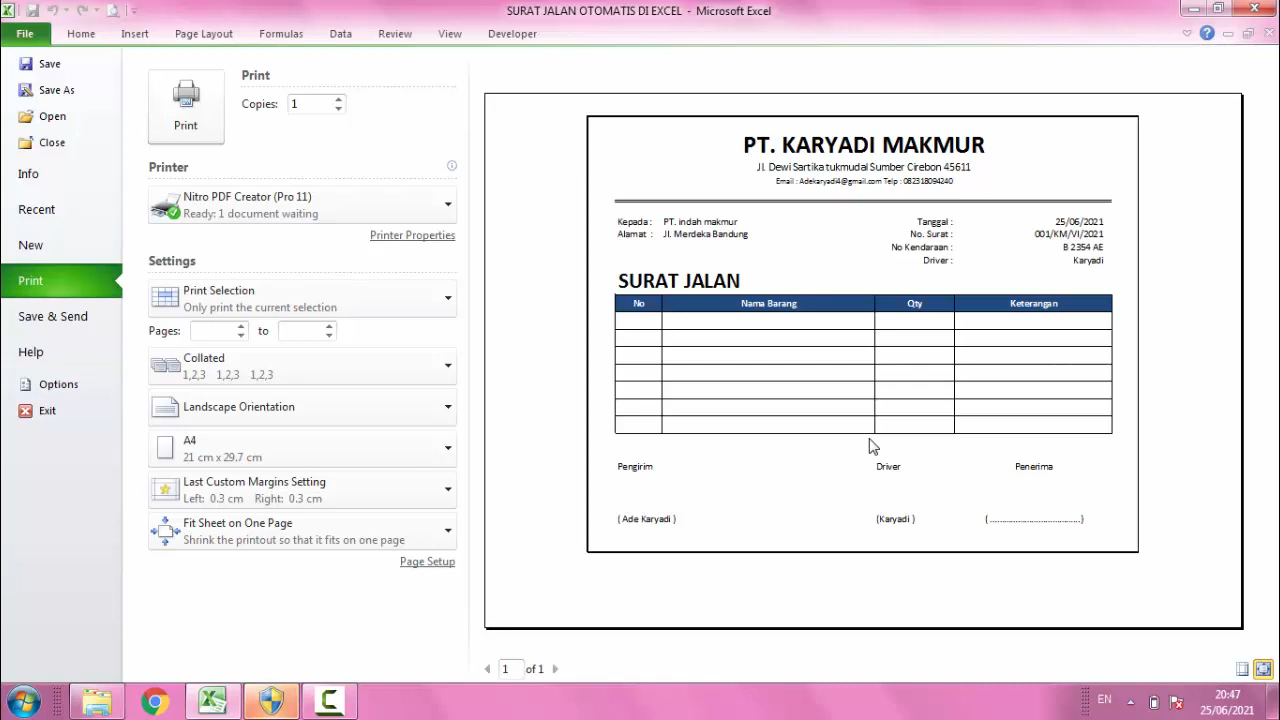 SURAT JALAN OTOMATIS DI EXCEL - Microsoft Excel
File Home Insert Page Layout Formulas Data Review View Developer
Save
Save As
Open
Close
Info
Recent
New
Print
Save & Send
Help
Options
Exit
Print
Print
Copies: 1
Printer
Nitro PDF Creator (Pro 11)
Ready: 1 document waiting
Printer Properties
Settings
Print Selection
Only print the current selection
Pages: to
Collated
1,2,3 1,2,3 1,2,3
Landscape Orientation
A4
21 cm x 29.7 cm
Last Custom Margins Setting
Left: 0.3 cm Right: 0.3 cm
Fit Sheet on One Page
Shrink the printout so that it fits on one page
Page Setup
PT. KARYADI MAKMUR
Jl. Dewi Sartika tukmudal Sumber Cirebon 45611
Email : Adekaryadi4@gmail.com Telp : 082318094240
Kepada : PT. indah makmur Tanggal : 25/06/2021
Alamat : Jl. Merdeka Bandung No. Surat : 001/KM/VI/2021
No Kendaraan : B 2354 AE
Driver : Karyadi
SURAT JALAN
No Nama Barang Qty Keterangan
Pengirim Driver Penerima
( Ade Karyadi ) (Karyadi ) ( .................................... )
1 of 1
EN 20:47
25/06/2021